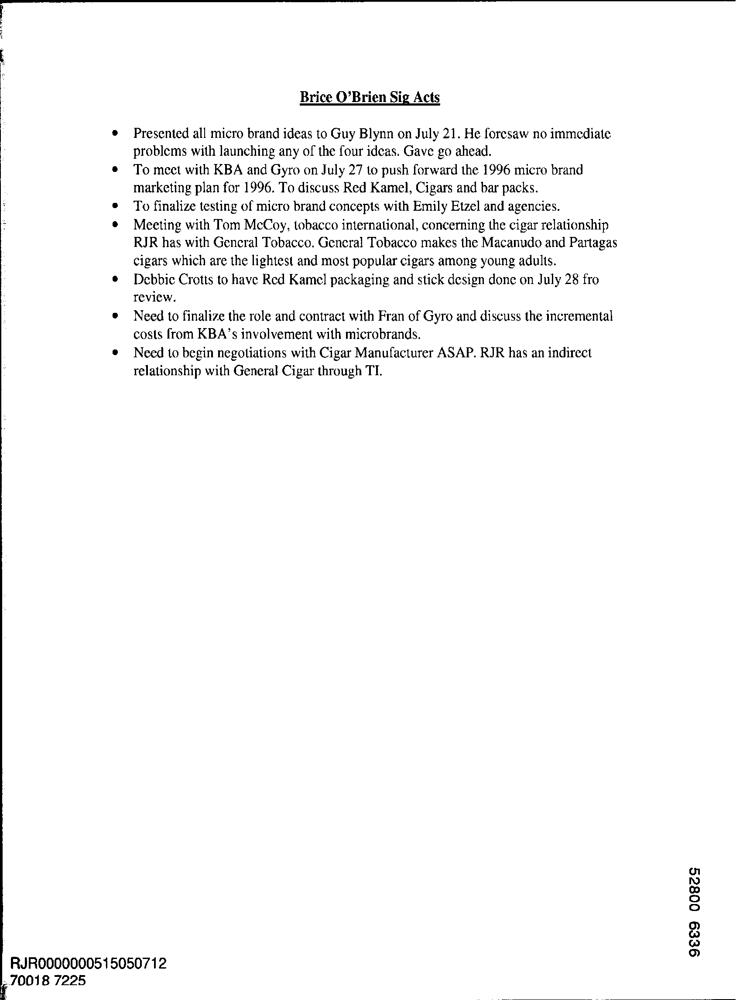 Brice O'Brien Sig Acts
• Presented all micro brand ideas to Guy Blynn on July 21. He foresaw no immediate
problems with launching any of the four ideas. Gave go ahead.
• To meet with KBA and Gyro on July 27 to push forward the 1996 micro brand
marketing plan for 1996. To discuss Red Kamel, Cigars and bar packs.
• To finalize testing of micro brand concepts with Emily Etzel and agencies.
• Meeting with Tom McCoy, tobacco international, concerning the cigar relationship
RJR has with General Tobacco. General Tobacco makes the Macanudo and Partagas
cigars which are the lightest and most popular cigars among young adults.
• Debbie Crotts to have Red Kamel packaging and stick design done on July 28 fro
review.
• Need to finalize the role and contract with Fran of Gyro and discuss the incremental
costs from KBA's involvement with microbrands.
• Need to begin negotiations with Cigar Manufacturer ASAP. RJR has an indirect
relationship with General Cigar through TI.
52800 6336
RJR0000000515050712
70018 7225